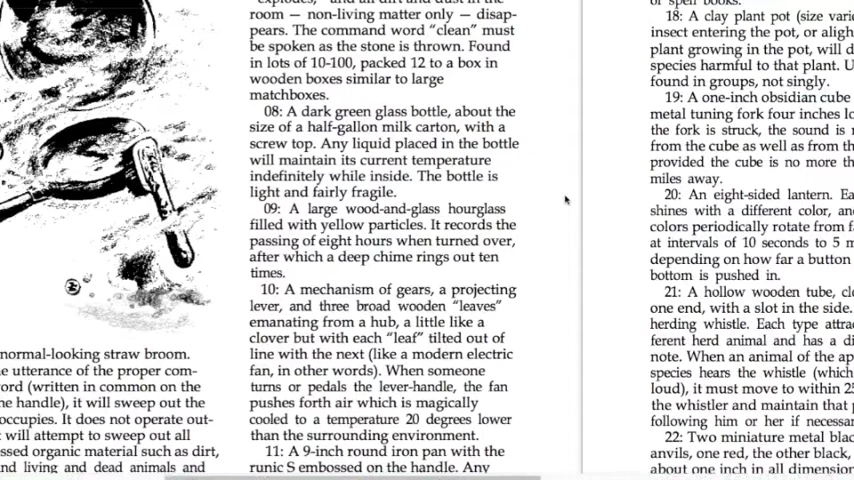 normal-looking straw broom.
e utterance of the proper com-
ord (written in common on the
he handle), it will sweep out the
occupies. It does not operate out-
will attempt to sweep out all
ssed organic material such as dirt,
nd living and dead animals and
"explodes," and all dirt and dust in the
room — non-living matter only — disap-
pears. The command word "clean" must
be spoken as the stone is thrown. Found
in lots of 10-100, packed 12 to a box in
wooden boxes similar to large
matchboxes.
08: A dark green glass bottle, about the
size of a half-gallon milk carton, with a
screw top. Any liquid placed in the bottle
will maintain its current temperature
indefinitely while inside. The bottle is
light and fairly fragile.
09: A large wood-and-glass hourglass
filled with yellow particles. It records the
passing of eight hours when turned over,
after which a deep chime rings out ten
times.
10: A mechanism of gears, a projecting
lever, and three broad wooden "leaves"
emanating from a hub, a little like a
clover but with each "leaf" tilted out of
line with the next (like a modern electric
fan, in other words). When someone
turns or pedals the lever-handle, the fan
pushes forth air which is magically
cooled to a temperature 20 degrees lower
than the surrounding environment.
11: A 9-inch round iron pan with the
runic S embossed on the handle. Any
or spell books.
18: A clay plant pot (size vari
insect entering the pot, or aligh
plant growing in the pot, will d
species harmful to that plant. U
found in groups, not singly.
19: A one-inch obsidian cube
metal tuning fork four inches lo
the fork is struck, the sound is r
from the cube as well as from th
provided the cube is no more th
miles away.
20: An eight-sided lantern. Ea
shines with a different color, an
colors periodically rotate from f
at intervals of 10 seconds to 5 m
depending on how far a button
bottom is pushed in.
21: A hollow wooden tube, clo
one end, with a slot in the side.
herding whistle. Each type attra
ferent herd animal and has a di
note. When an animal of the ap
species hears the whistle (which
loud), it must move to within 25
the whistler and maintain that p
following him or her if necessar
22: Two miniature metal blac
anvils, one red, the other black,
about one inch in all dimension